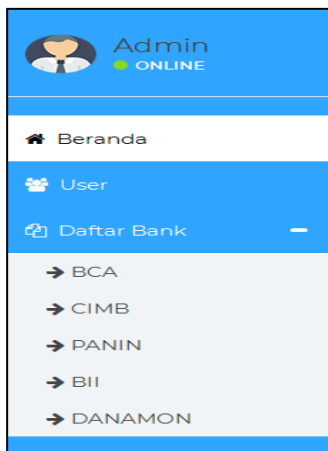 Admin
ONLINE
Beranda
User
Daftar Bank
BCA
CIMB
PANIN
BII
DANAMON